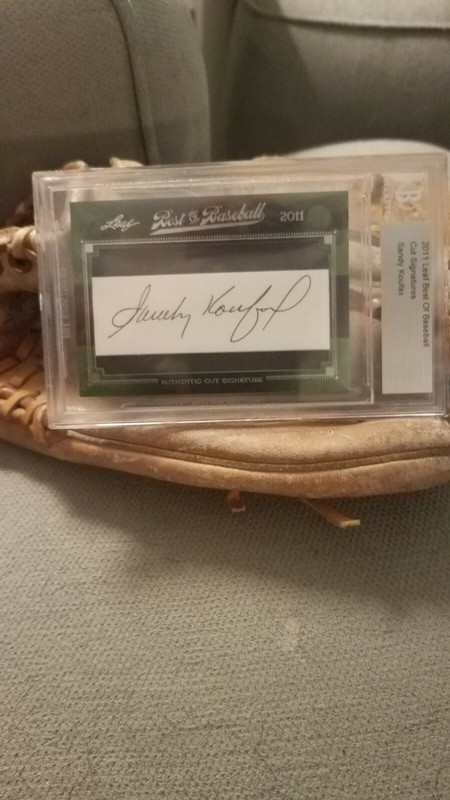 Leaf Best of Baseball 2011
Sandy Koufax
AUTHENTIC CUT SIGNATURE
2011 Leaf Best Of Baseball
Cut Signatures
Sandy Koufax